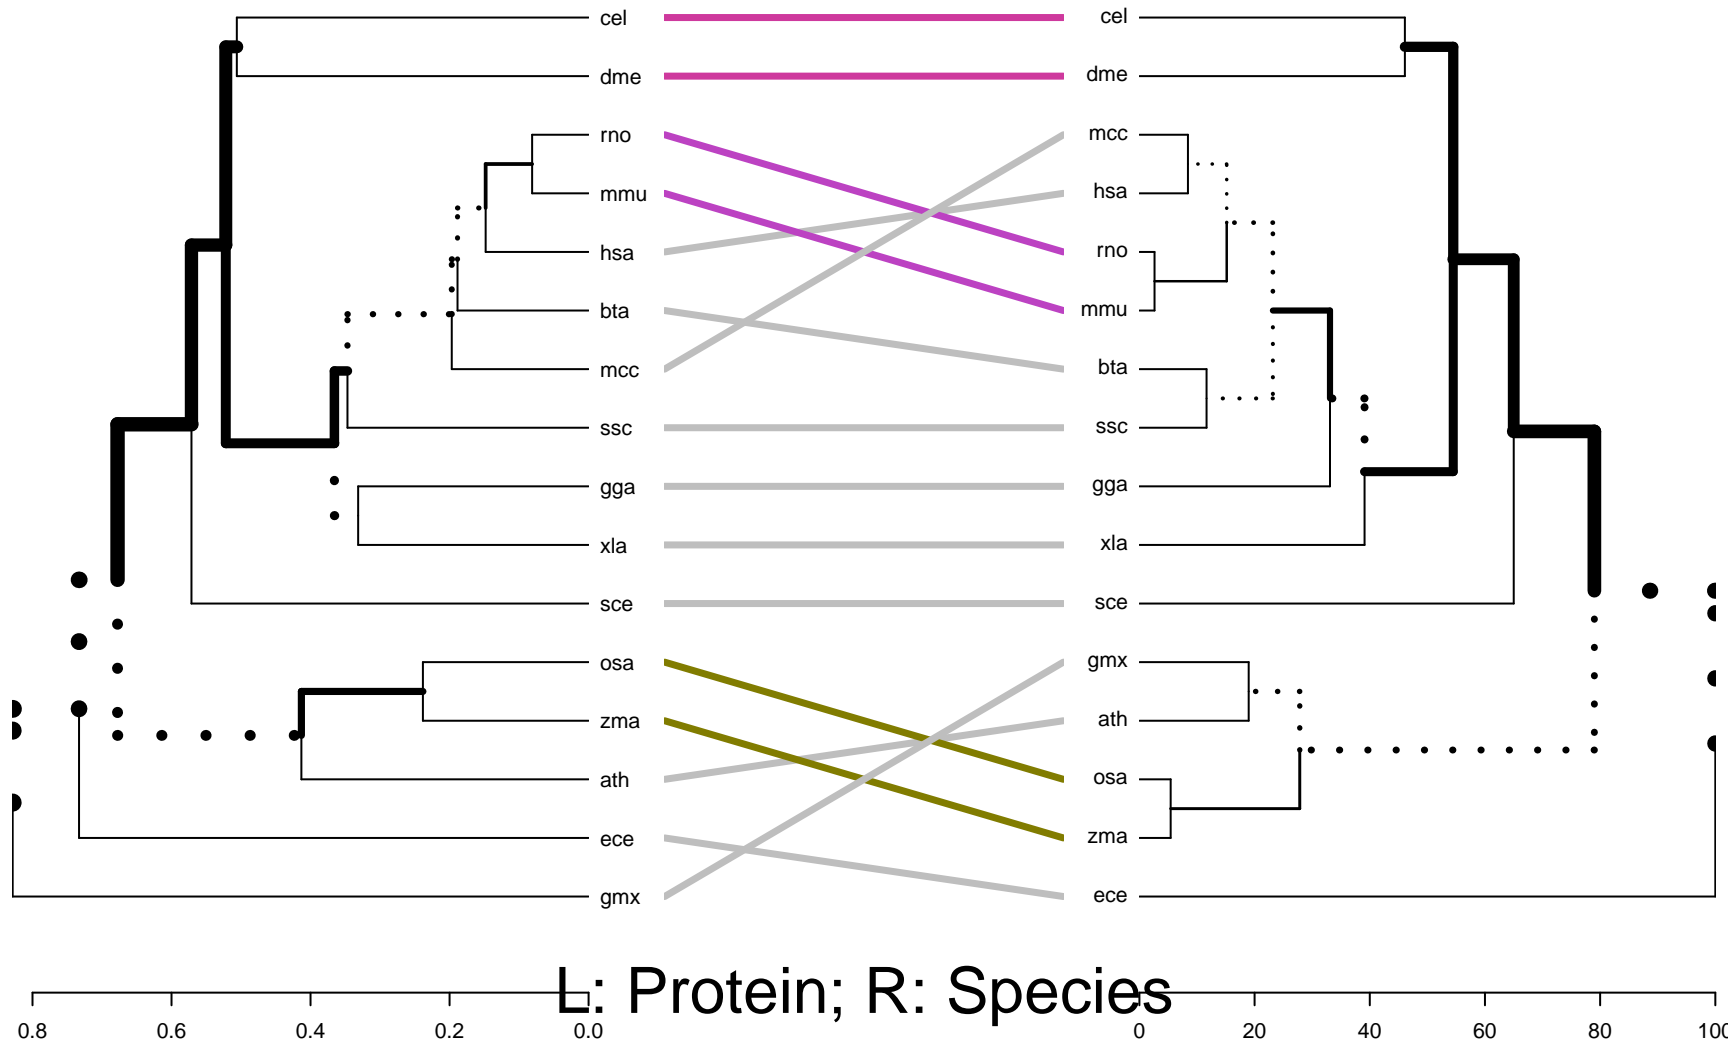 cel cel
dme dme
rno mcc
mmu hsa
hsa rno
bta mmu
mcc bta
ssc ssc
gga gga
xla xla
sce sce
osa gmx
zma ath
ath osa
ece zma
gmx ece
L: Protein; R: Species
0.8 0.6 0.4 0.2 0.0 0 20 40 60 80 100